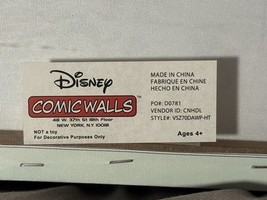 Disney
COMICWALLS
48 W. 37th St 18th Floor
NEW YORK, N.Y. 10018
NOT a toy
For Decorative Purposes Only
MADE IN CHINA
FABRIQUE EN CHINE
HECHO EN CHINA
PO#: D0781
VENDOR ID: CNHDL
STYLE#: VSZ70DAWF-HT
Ages 4+